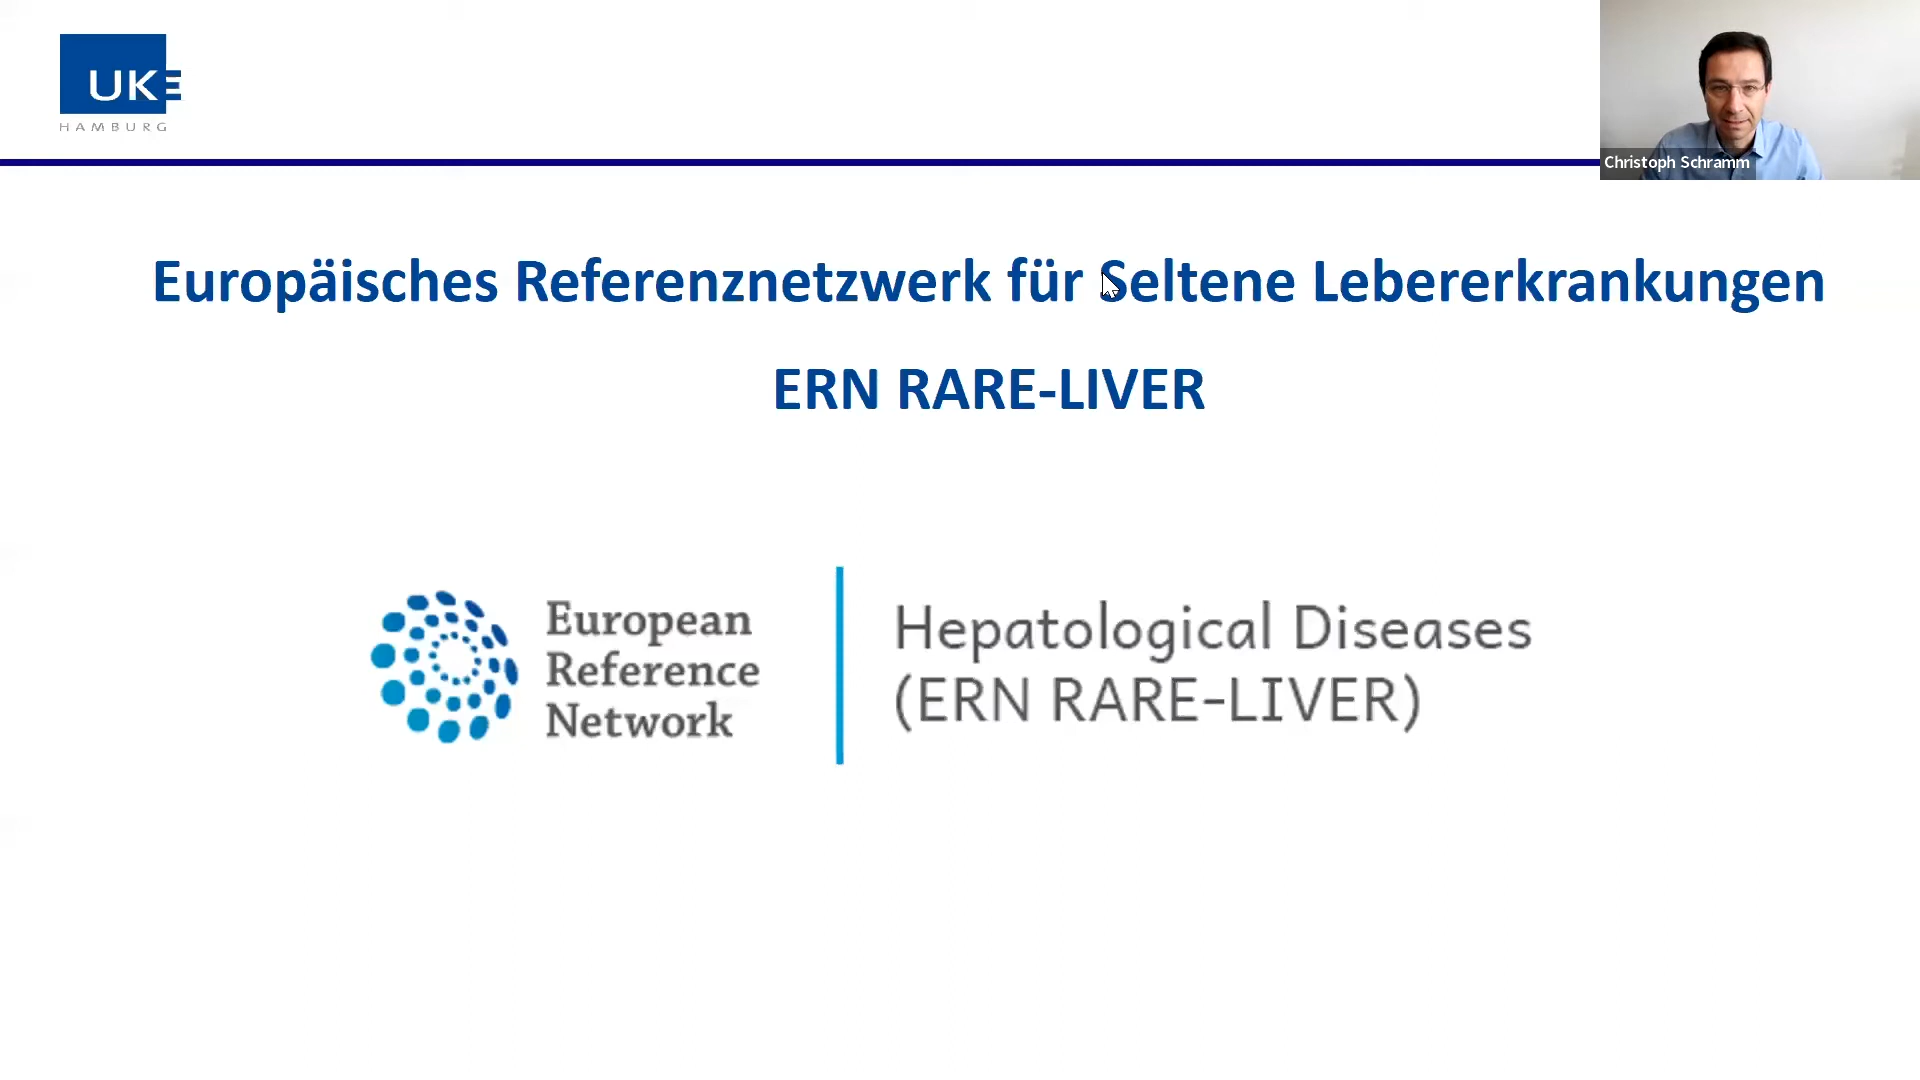 UKE
HAMBURG
Christoph Schramm
Europäisches Referenznetzwerk für Seltene Lebererkrankungen
ERN RARE-LIVER
European
Reference
Network
Hepatological Diseases
(ERN RARE-LIVER)